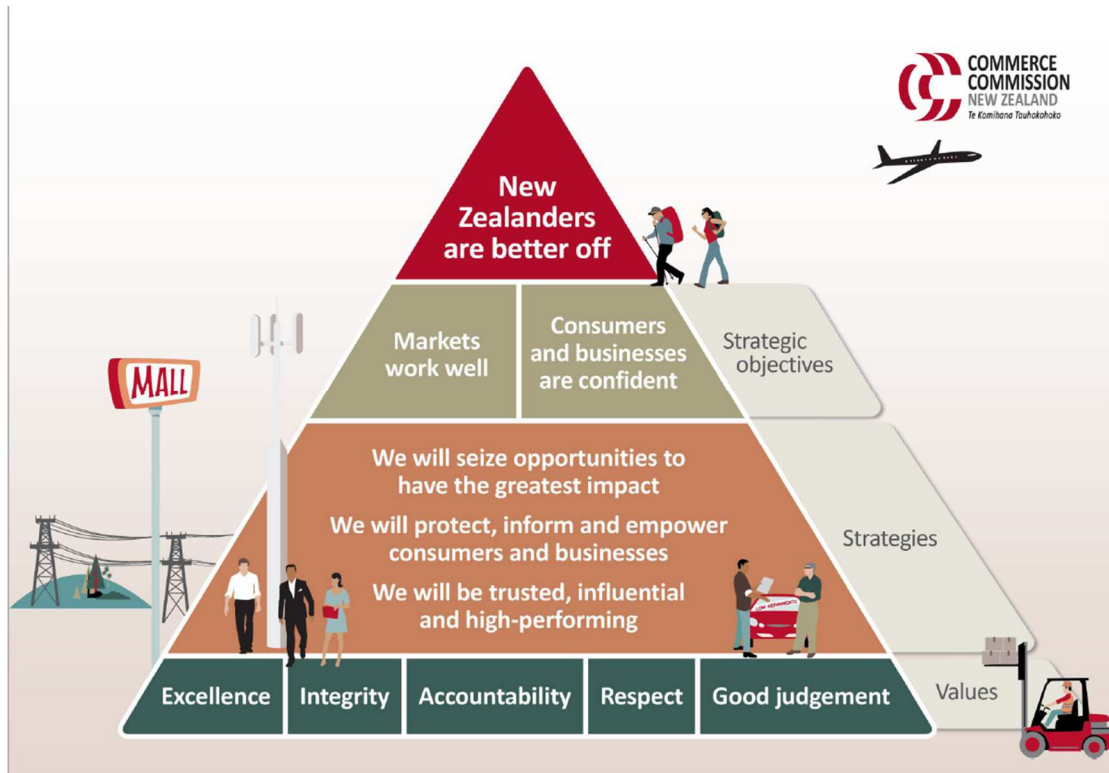 COMMERCE
COMMISSION
NEW ZEALAND
Te Komihana Tauhokohoko
New
Zealanders
are better off
Markets
work well
Consumers
and businesses
are confident
Strategic
objectives
MALL
We will seize opportunities to
have the greatest impact
We will protect, inform and empower
consumers and businesses
We will be trusted, influential
and high-performing
Strategies
LOW REPAYMENTS
Excellence
Integrity
Accountability
Respect
Good judgement
Values